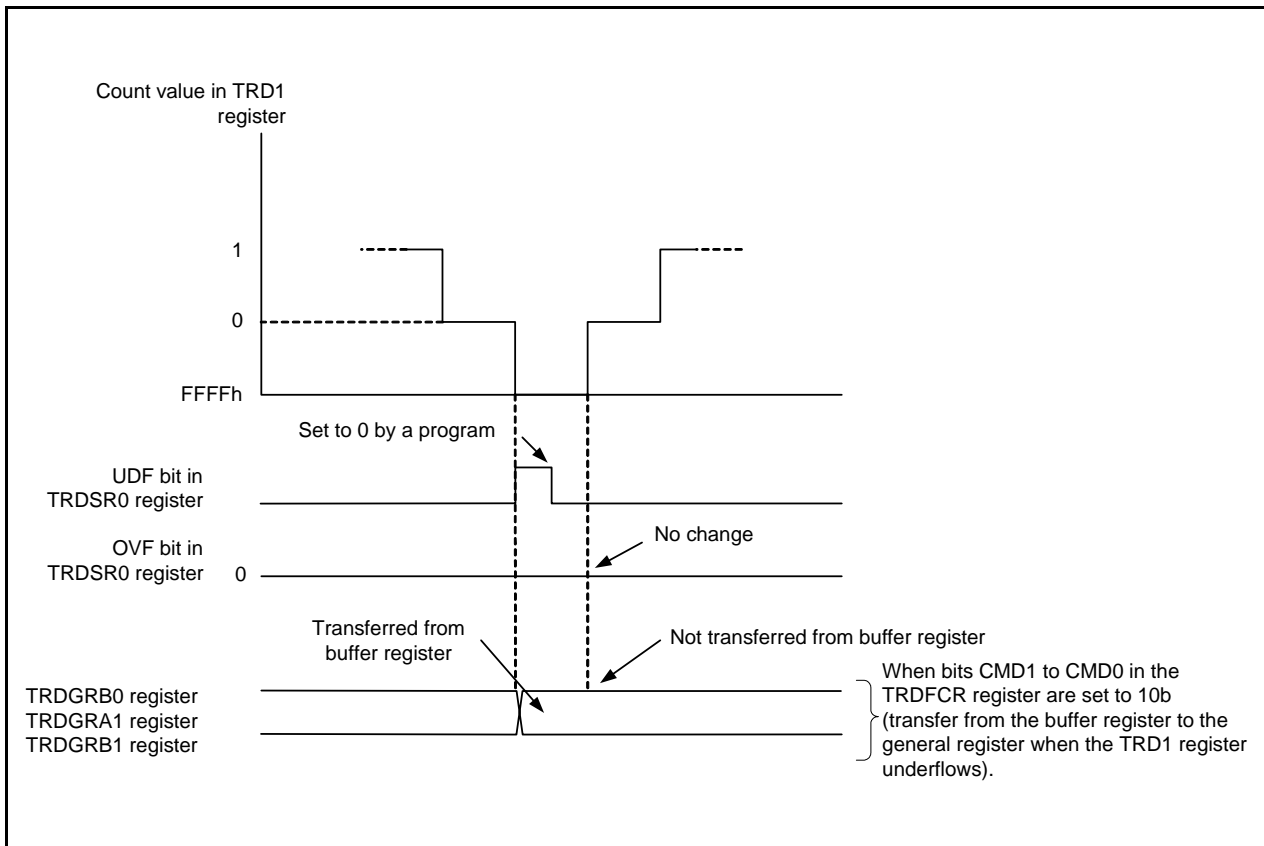 Count value in TRD1
register
1
0
FFFFh
Set to 0 by a program
UDF bit in
TRDSR0 register
No change
OVF bit in
TRDSR0 register 0
Transferred from
buffer register
Not transferred from buffer register
TRDGRB0 register
TRDGRA1 register
TRDGRB1 register
When bits CMD1 to CMD0 in the
TRDFCR register are set to 10b
(transfer from the buffer register to the
general register when the TRD1 register
underflows).